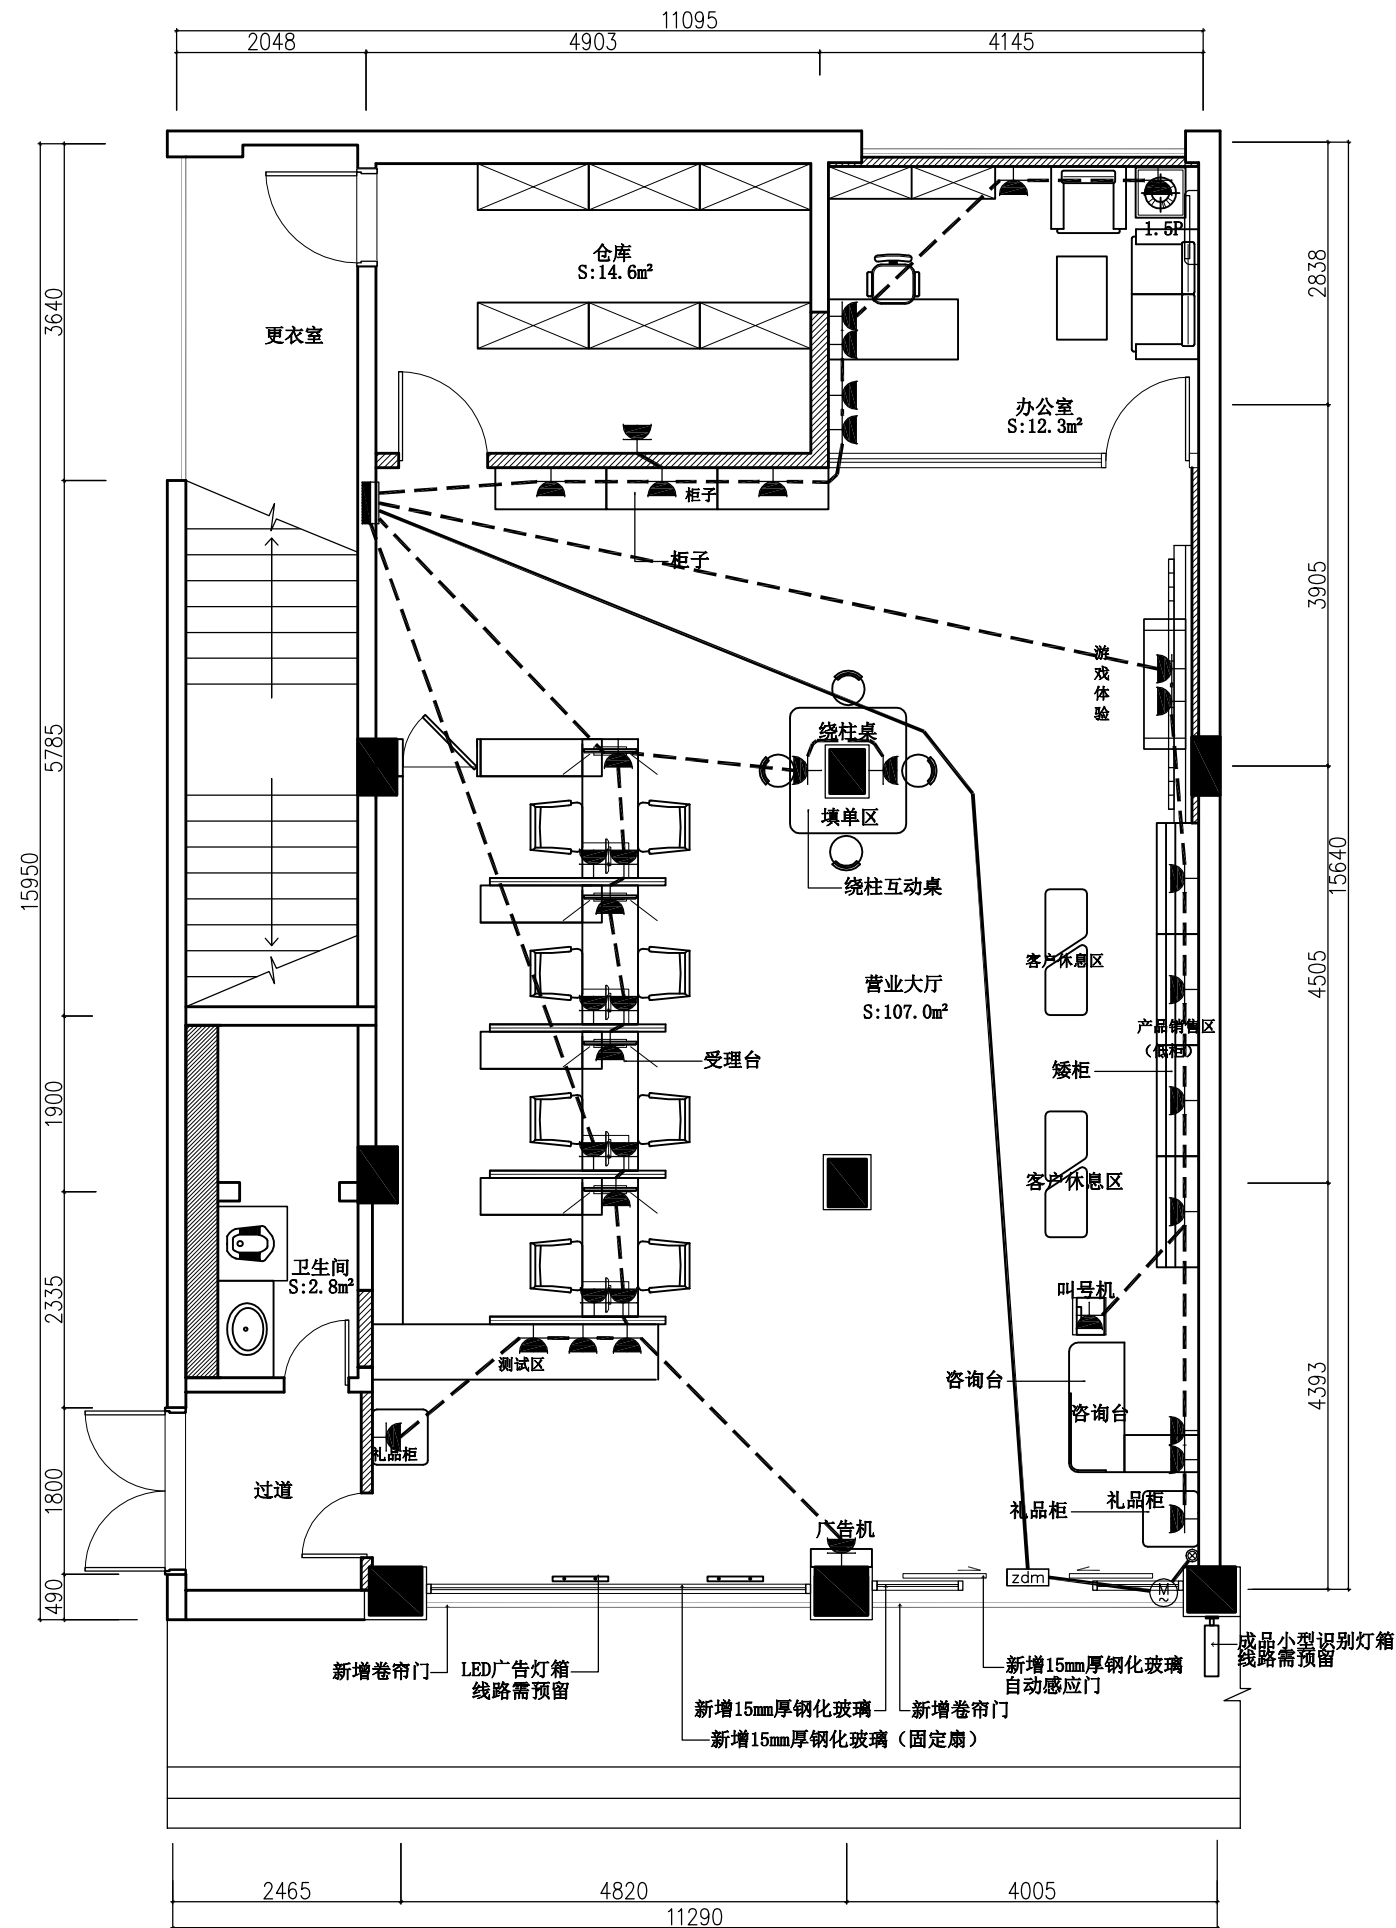 11095
2048
4903
4145
3640
5785
15950
1900
2335
1800
490
2838
3905
15640
4505
4393
仓库
S:14.6m²
更衣室
1.5P
办公室
S:12.3m²
柜子
柜子
游
戏
体
验
绕柱桌
填单区
绕柱互动桌
客户休息区
营业大厅
S:107.0m²
产品销售区
（低柜）
受理台
矮柜
客户休息区
卫生间
S:2.8m²
叫号机
测试区
咨询台
咨询台
礼品柜
过道
礼品柜
礼品柜
广告机
zdm
M
~
新增卷帘门
LED广告灯箱
线路需预留
新增15mm厚钢化玻璃
自动感应门
成品小型识别灯箱
线路需预留
新增15mm厚钢化玻璃
新增卷帘门
新增15mm厚钢化玻璃（固定扇）
2465
4820
4005
11290